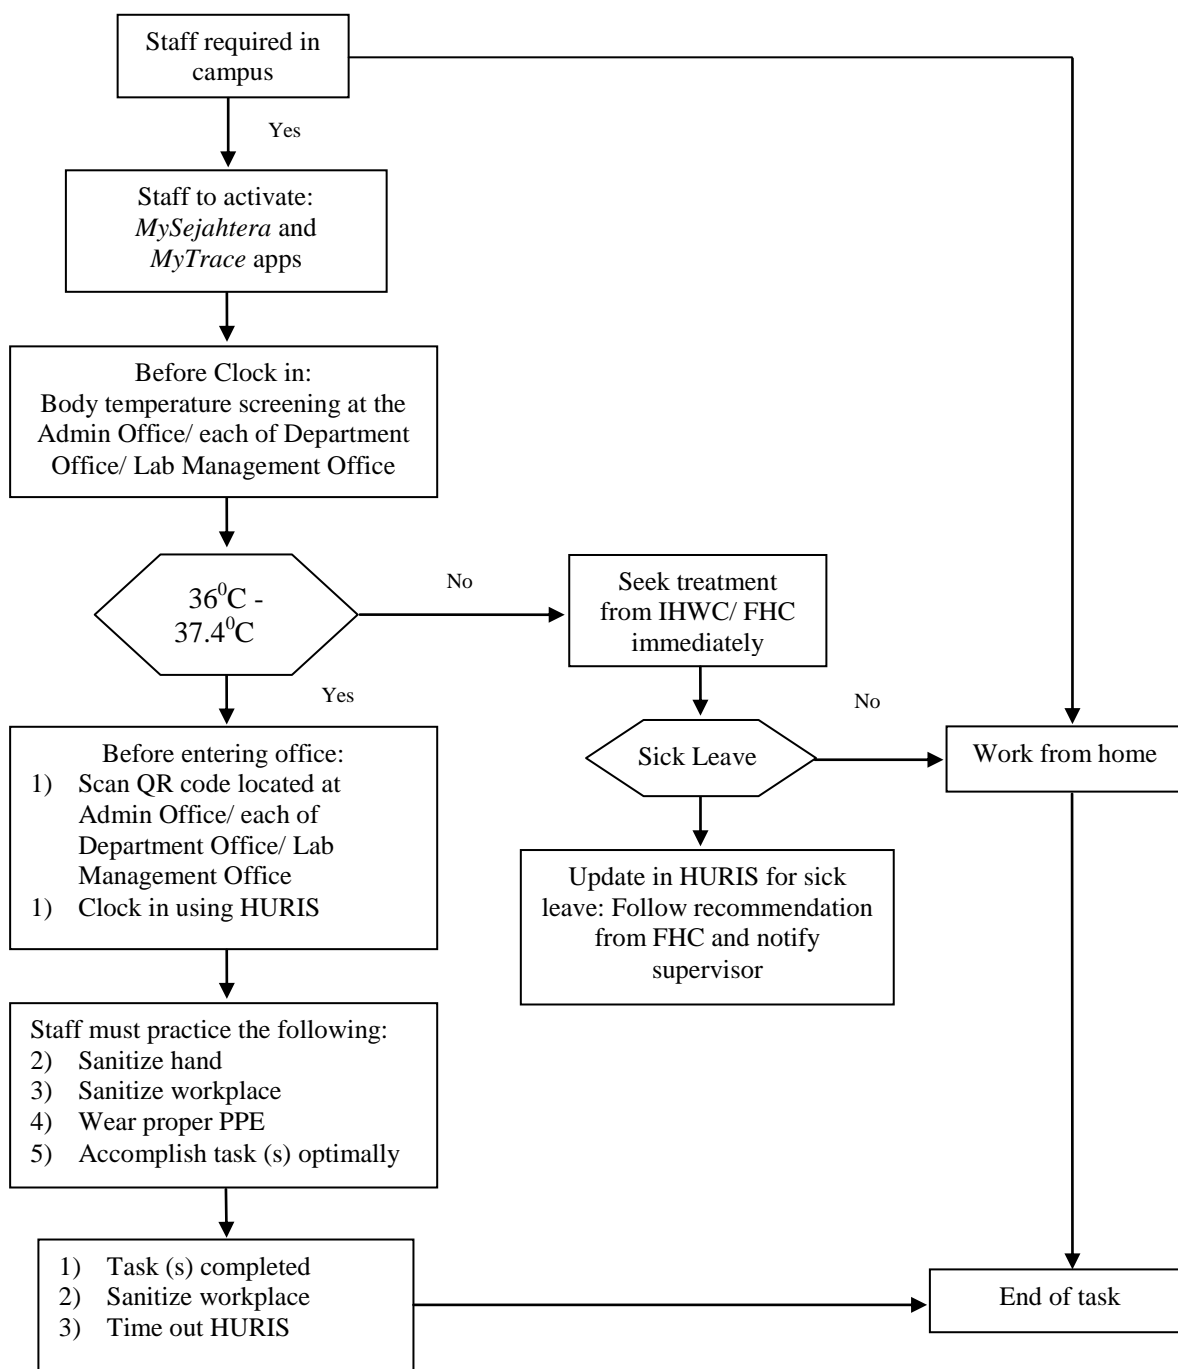 Staff required in
campus
Yes
Staff to activate:
MySejahtera and
MyTrace apps
Before Clock in:
Body temperature screening at the
Admin Office/ each of Department
Office/ Lab Management Office
36⁰C -
37.4⁰C
No
Seek treatment
from IHWC/ FHC
immediately
Yes
No
Sick Leave
Work from home
Before entering office:
1) Scan QR code located at
Admin Office/ each of
Department Office/ Lab
Management Office
1) Clock in using HURIS
Update in HURIS for sick
leave: Follow recommendation
from FHC and notify
supervisor
Staff must practice the following:
2) Sanitize hand
3) Sanitize workplace
4) Wear proper PPE
5) Accomplish task (s) optimally
1) Task (s) completed
2) Sanitize workplace
3) Time out HURIS
End of task